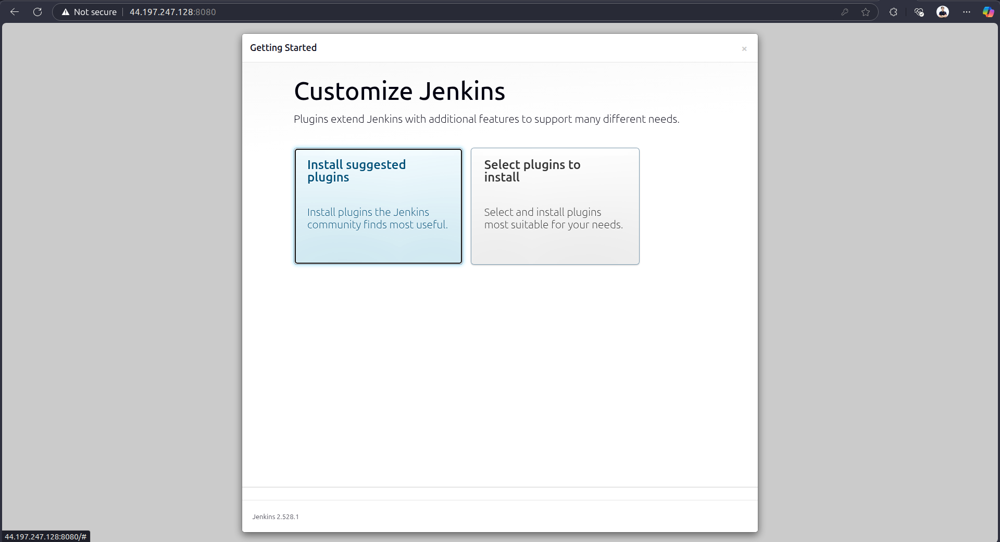 Not secure
44.197.247.128:8080
Getting Started
×
Customize Jenkins
Plugins extend Jenkins with additional features to support many different needs.
Install suggested
plugins
Install plugins the Jenkins
community finds most useful.
Select plugins to
install
Select and install plugins
most suitable for your needs.
Jenkins 2.528.1
44.197.247.128:8080/#